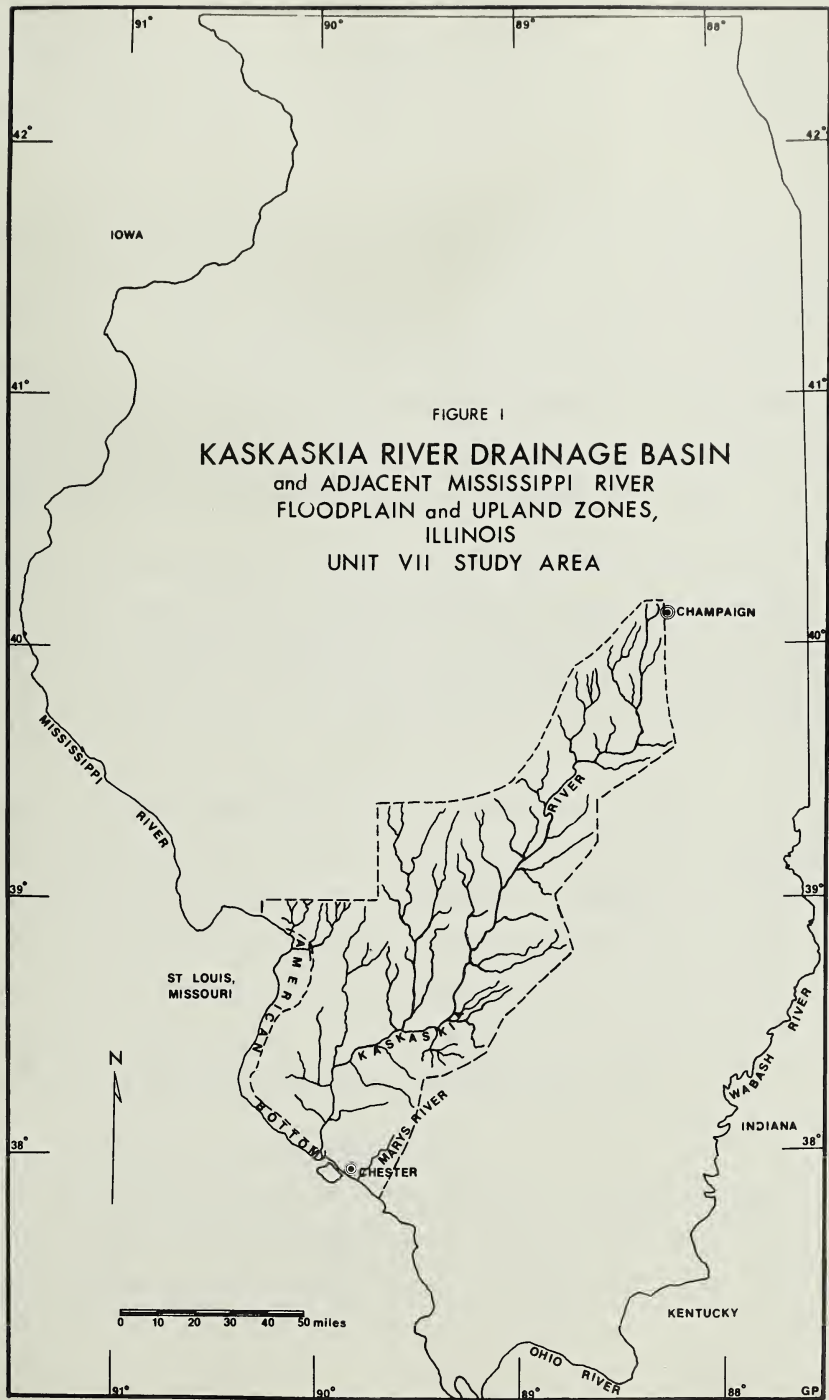 91° 90° 89° 88°
42° 42°
IOWA
41° 41°
FIGURE I
KASKASKIA RIVER DRAINAGE BASIN
and ADJACENT MISSISSIPPI RIVER
FLOODPLAIN and UPLAND ZONES,
ILLINOIS
UNIT VII STUDY AREA
CHAMPAIGN
40° 40°
MISSISSIPPI
RIVER
RIVER
39° 39°
AMERICAN
ST LOUIS,
MISSOURI
KASKASKI
WABASH RIVER
N
BOTTOM
MARYS RIVER
INDIANA
38° 38°
CHESTER
0 10 20 30 40 50 miles
KENTUCKY
OHIO RIVER
91° 90° 89° 88°
GP